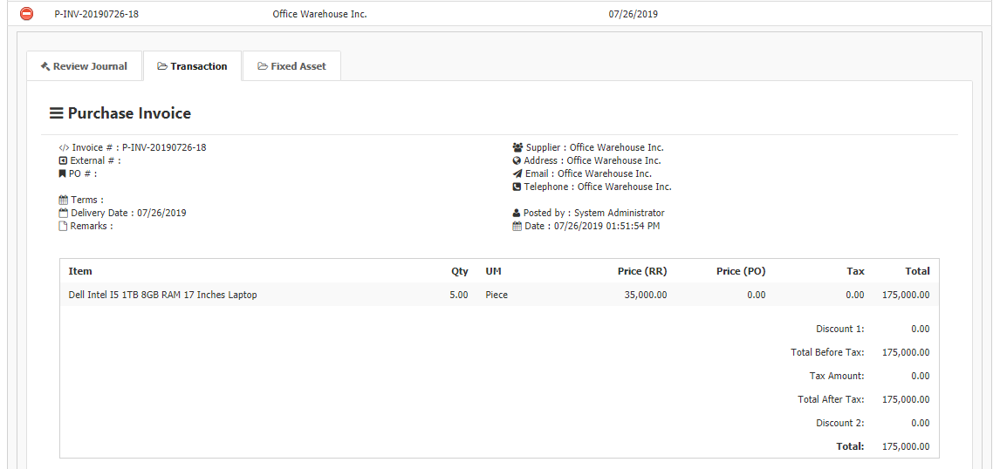 P-INV-20190726-18 Office Warehouse Inc. 07/26/2019
Review Journal Transaction Fixed Asset
Purchase Invoice
Invoice # : P-INV-20190726-18
External # :
PO # :
Terms :
Delivery Date : 07/26/2019
Remarks :
Supplier : Office Warehouse Inc.
Address : Office Warehouse Inc.
Email : Office Warehouse Inc.
Telephone : Office Warehouse Inc.
Posted by : System Administrator
Date : 07/26/2019 01:51:54 PM
Item Qty UM Price (RR) Price (PO) Tax Total
Dell Intel I5 1TB 8GB RAM 17 Inches Laptop 5.00 Piece 35,000.00 0.00 0.00 175,000.00
Discount 1: 0.00
Total Before Tax: 175,000.00
Tax Amount: 0.00
Total After Tax: 175,000.00
Discount 2: 0.00
Total: 175,000.00